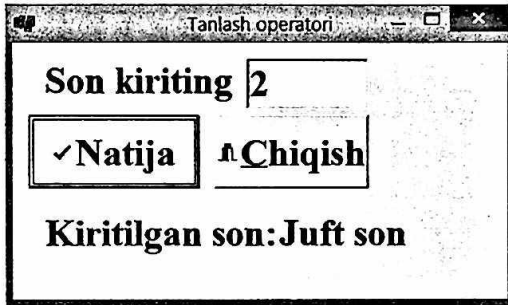 Tanlash operatori
Son kiriting 2
Natija Chiqish
Kiritilgan son:Juft son